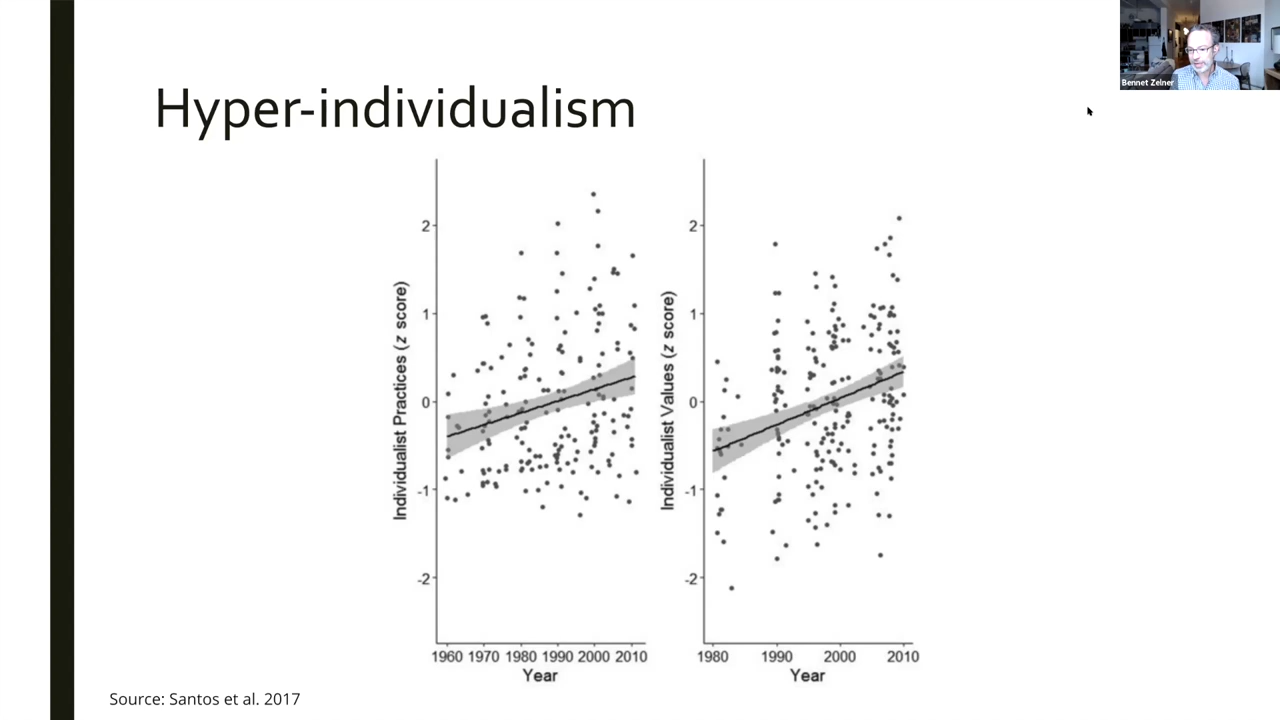 Bennet Zelner
Hyper-individualism
Individualist Practices (z score)
2
1
0
-1
-2
1960 1970 1980 1990 2000 2010
Year
Individualist Values (z score)
2
1
0
-1
-2
1980 1990 2000 2010
Year
Source: Santos et al. 2017